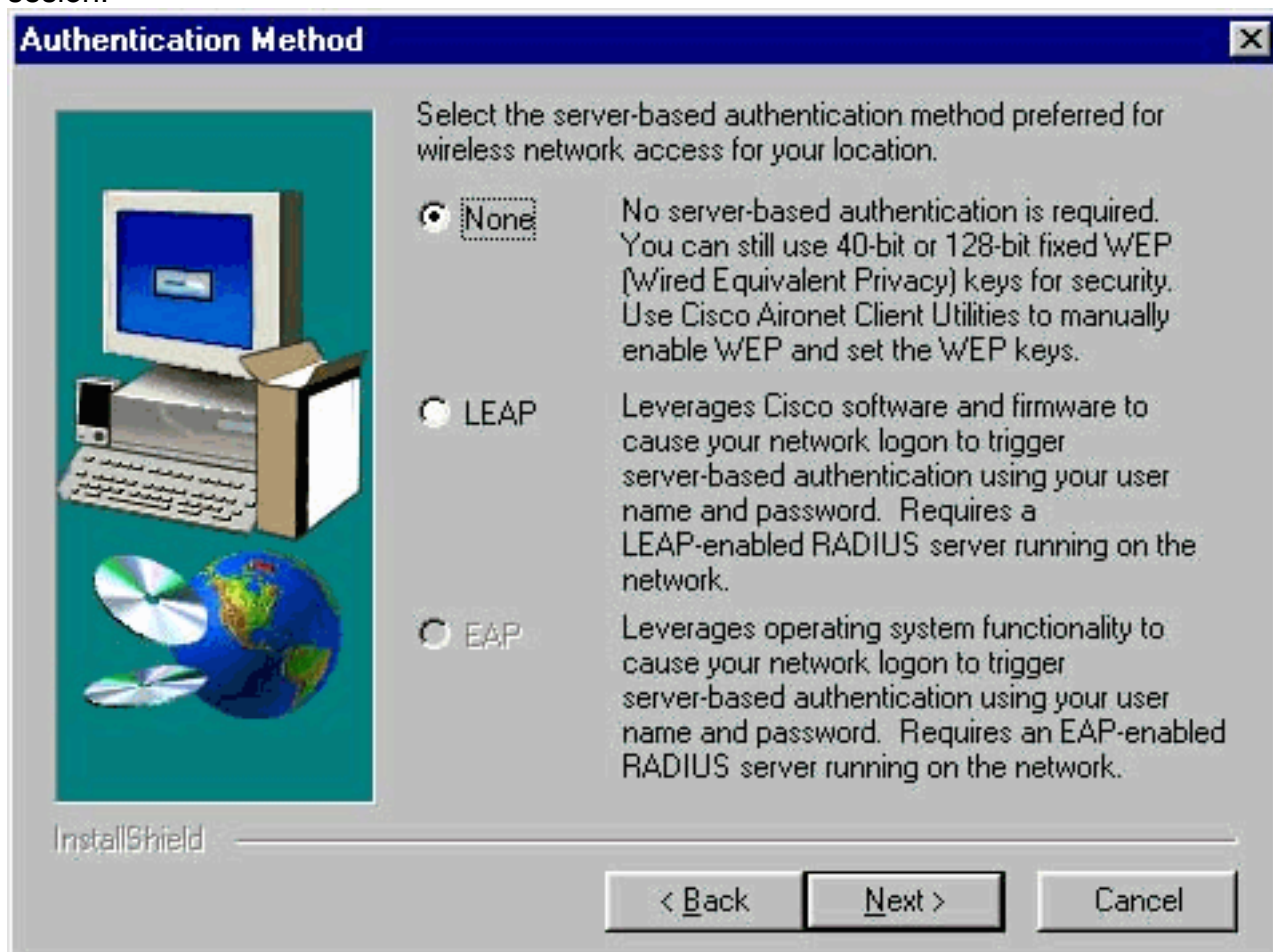 sesión.
Authentication Method
Select the server-based authentication method preferred for
wireless network access for your location.
None
No server-based authentication is required.
You can still use 40-bit or 128-bit fixed WEP
(Wired Equivalent Privacy) keys for security.
Use Cisco Aironet Client Utilities to manually
enable WEP and set the WEP keys.
LEAP
Leverages Cisco software and firmware to
cause your network logon to trigger
server-based authentication using your user
name and password. Requires a
LEAP-enabled RADIUS server running on the
network.
EAP
Leverages operating system functionality to
cause your network logon to trigger
server-based authentication using your user
name and password. Requires an EAP-enabled
RADIUS server running on the network.
InstallShield
< Back
Next >
Cancel